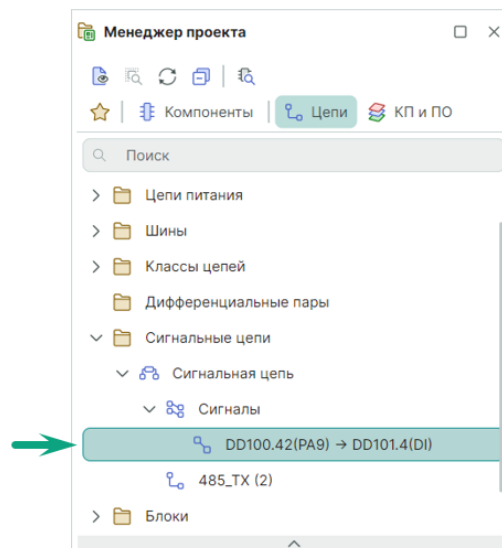 Менеджер проекта
Компоненты Цепи КП и ПО
Поиск
Цепи питания
Шины
Классы цепей
Дифференциальные пары
Сигнальные цепи
Сигнальная цепь
Сигналы
DD100.42(PA9) → DD101.4(DI)
485_TX (2)
Блоки